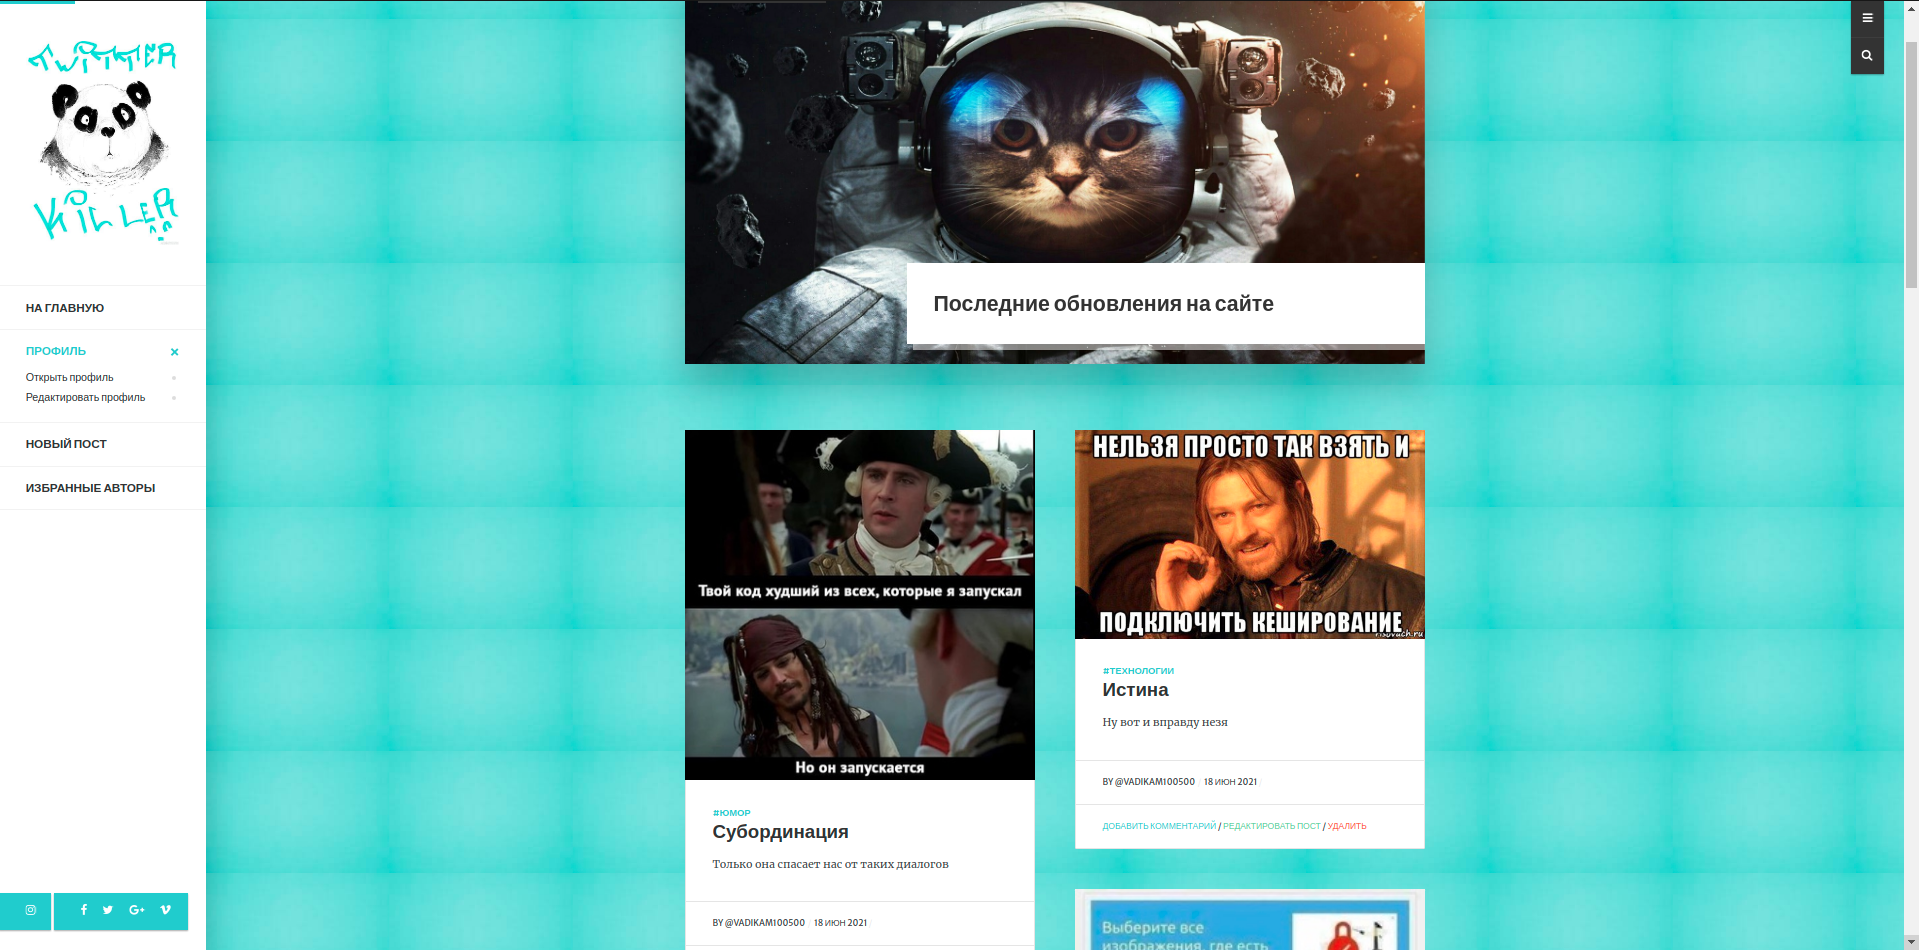 TWITTER
KILLER
НА ГЛАВНУЮ
ПРОФИЛЬ
Открыть профиль
Редактировать профиль
НОВЫЙ ПОСТ
ИЗБРАННЫЕ АВТОРЫ
Последние обновления на сайте
Твой код худший из всех, которые я запускал
Но он запускается
#ЮМОР
Субординация
Только она спасает нас от таких диалогов
BY @VADIKAM100500 / 18 ИЮН 2021
НЕЛЬЗЯ ПРОСТО ТАК ВЗЯТЬ И
ПОДКЛЮЧИТЬ КЕШИРОВАНИЕ
risovach.ru
#ТЕХНОЛОГИИ
Истина
Ну вот и вправду незя
BY @VADIKAM100500 / 18 ИЮН 2021
ДОБАВИТЬ КОММЕНТАРИЙ / РЕДАКТИРОВАТЬ ПОСТ / УДАЛИТЬ
Выберите все
изображения, где есть